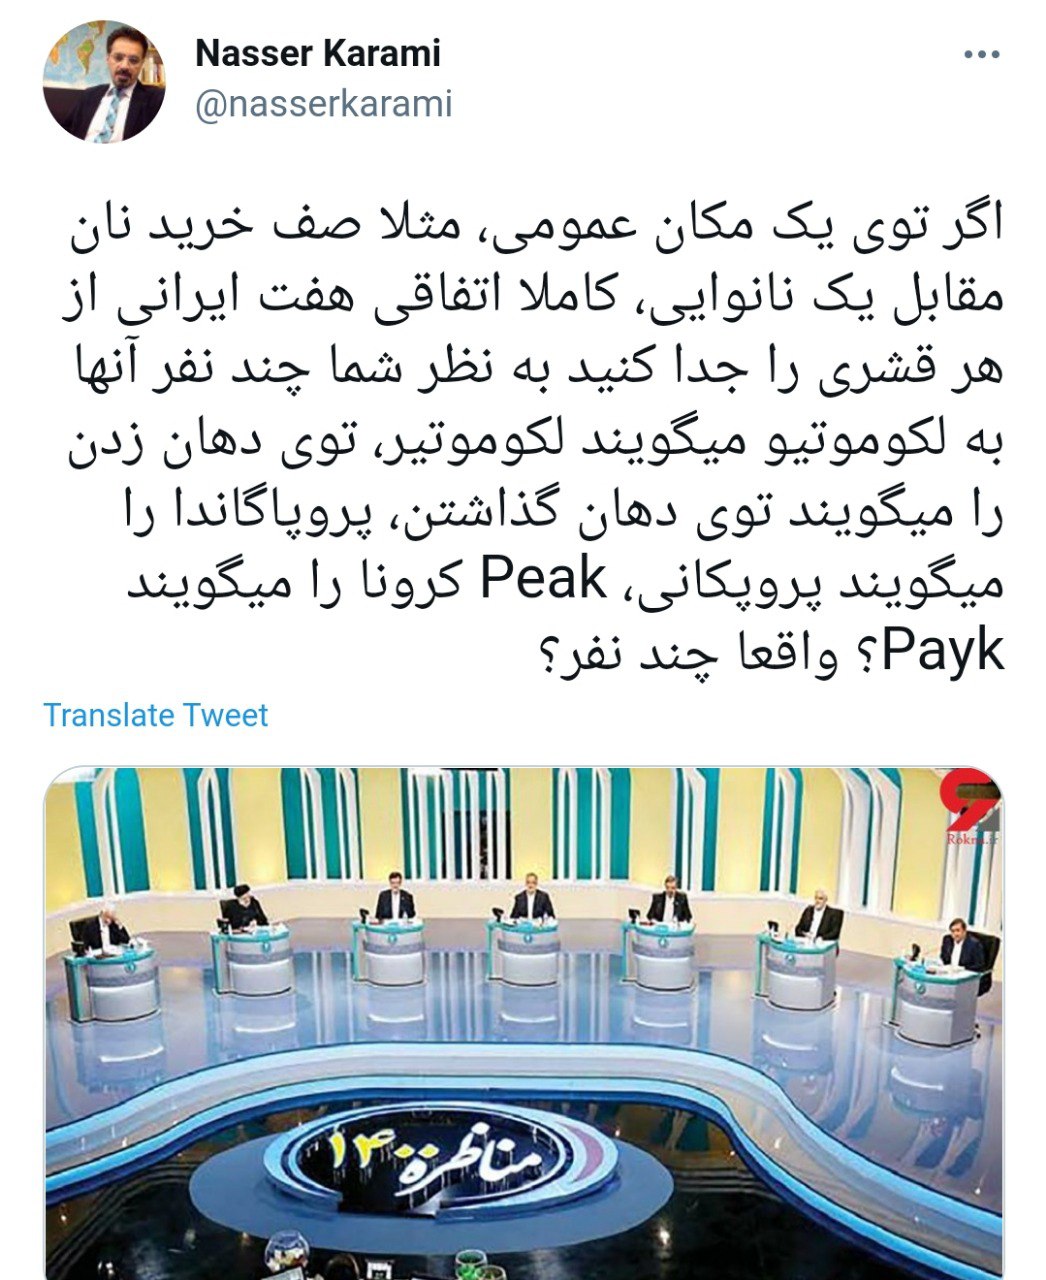 Nasser Karami
@nasserkarami
اگر توی یک مکان عمومی، مثلا صف خرید نان
مقابل یک نانوایی، کاملا اتفاقی هفت ایرانی از
هر قشری را جدا کنید به نظر شما چند نفر آنها
به لکوموتیو میگویند لکوموتیر، توی دهان زدن
را میگویند توی دهان گذاشتن، پروپاگاندا را
میگویند پروپکانی، Peak کرونا را میگویند
Payk؟ واقعا چند نفر؟
Translate Tweet
Rokna.ir
مناظره ۱۴۰۰